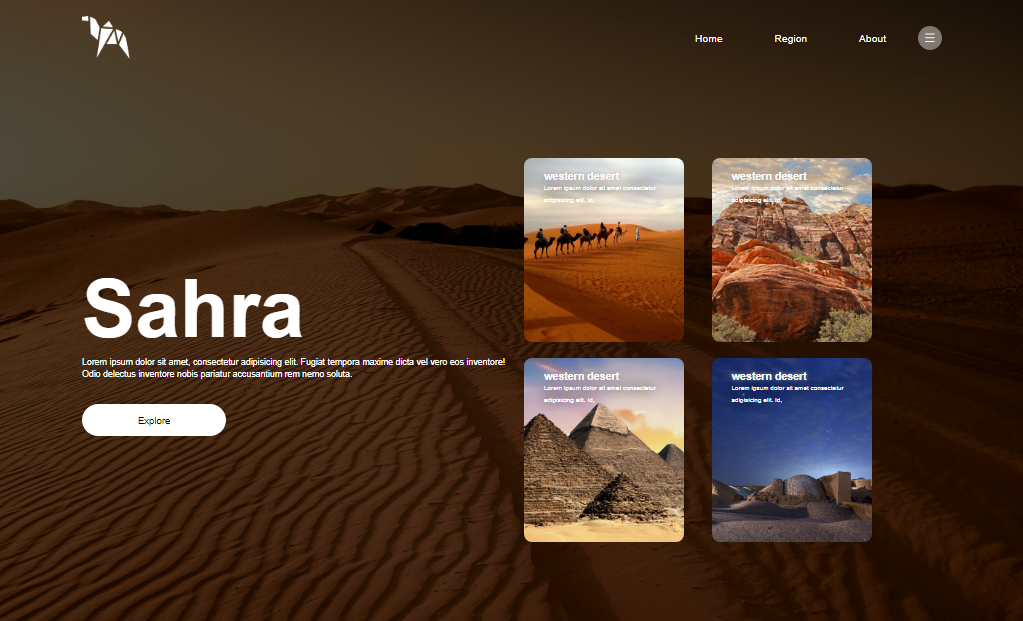 Home
Region
About
Sahra
Lorem ipsum dolor sit amet, consectetur adipisicing elit. Fugiat tempora maxime dicta vel vero eos inventore!
Odio delectus inventore nobis pariatur accusantium rem nemo soluta.
Explore
western desert
Lorem ipsum dolor sit amet consectetur
adipisicing elit. Id,
western desert
Lorem ipsum dolor sit amet consectetur
adipisicing elit. Id,
western desert
Lorem ipsum dolor sit amet consectetur
adipisicing elit. Id,
western desert
Lorem ipsum dolor sit amet consectetur
adipisicing elit. Id,